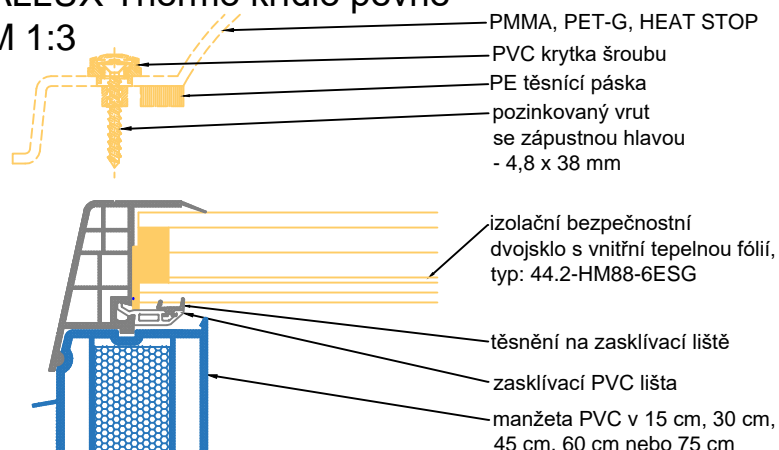 Thermo křídlo pevné
M 1:3
PMMA, PET-G, HEAT STOP
PVC krytka šroubu
PE těsnící páska
pozinkovaný vrut
se zápustnou hlavou
- 4,8 x 38 mm
izolační bezpečnostní
dvojsklo s vnitřní tepelnou fólií,
typ: 44.2-HM88-6ESG
těsnění na zasklívací liště
zasklívací PVC lišta
manžeta PVC v 15 cm, 30 cm,
45 cm, 60 cm nebo 75 cm